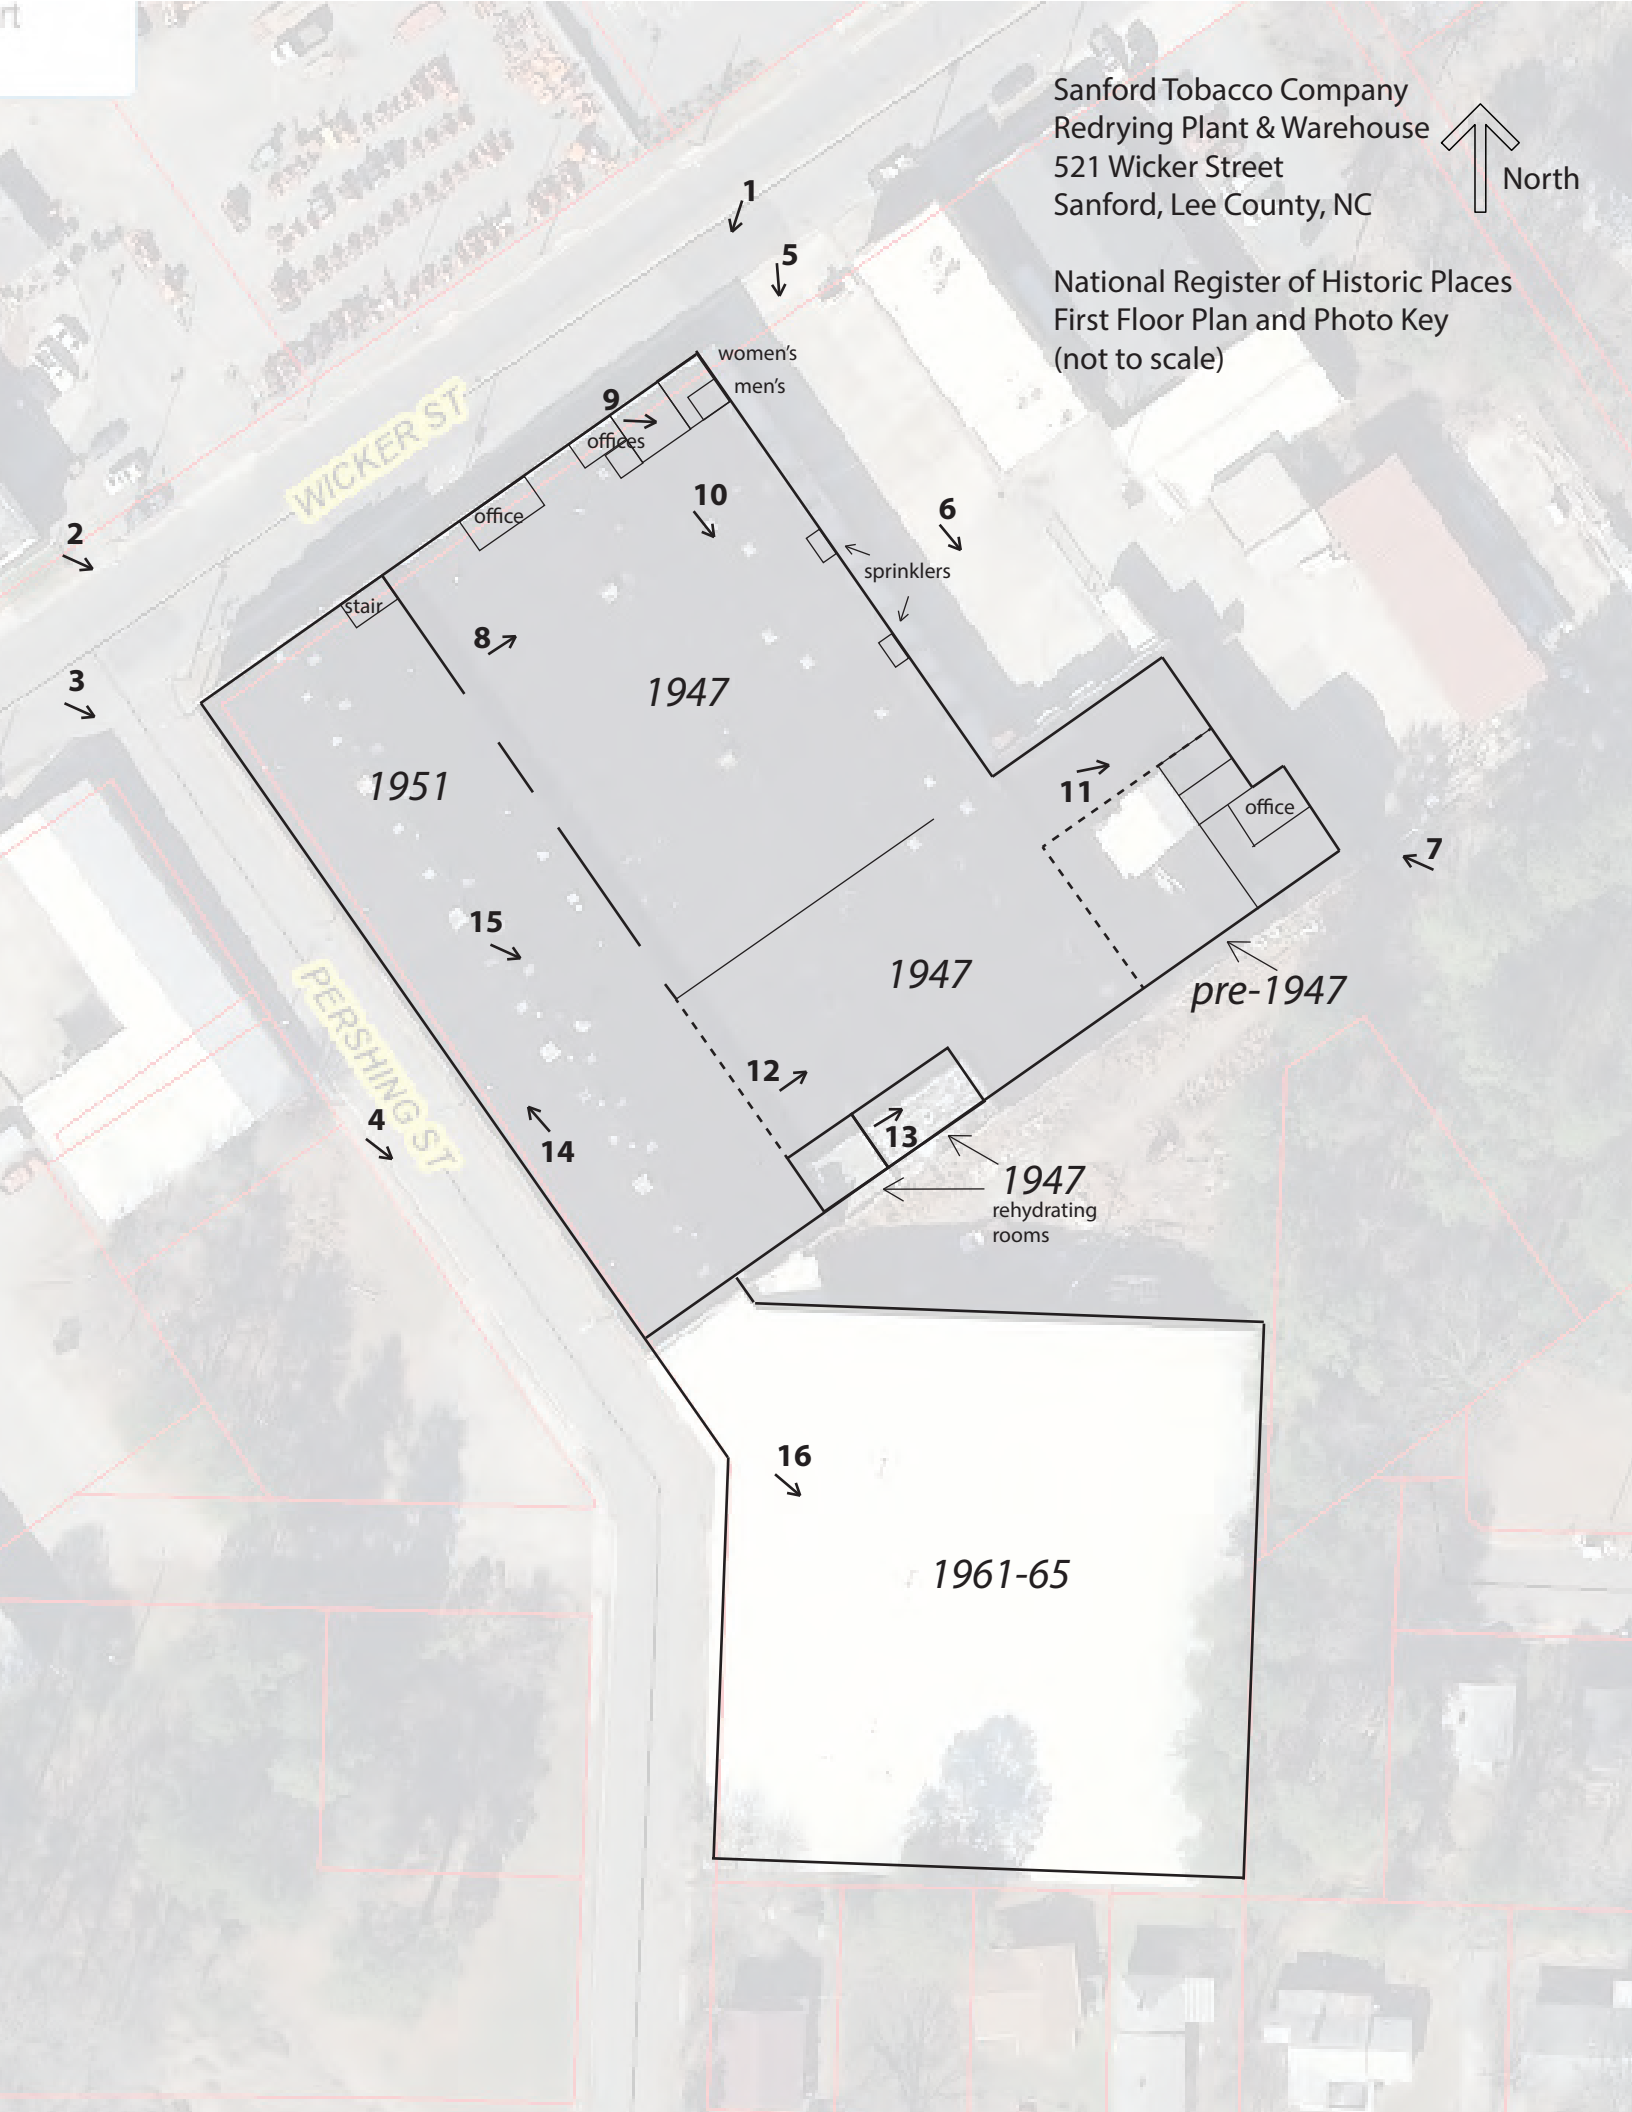 rt
Sanford Tobacco Company
Redrying Plant & Warehouse
521 Wicker Street
Sanford, Lee County, NC
North
National Register of Historic Places
First Floor Plan and Photo Key
(not to scale)
1
5
women's
men's
9
offices
WICKER ST
10
office
6
2
sprinklers
stair
8
3
1947
1951
11
office
7
15
1947
pre-1947
PERSHING ST
12
4
13
14
1947
rehydrating
rooms
16
1961-65